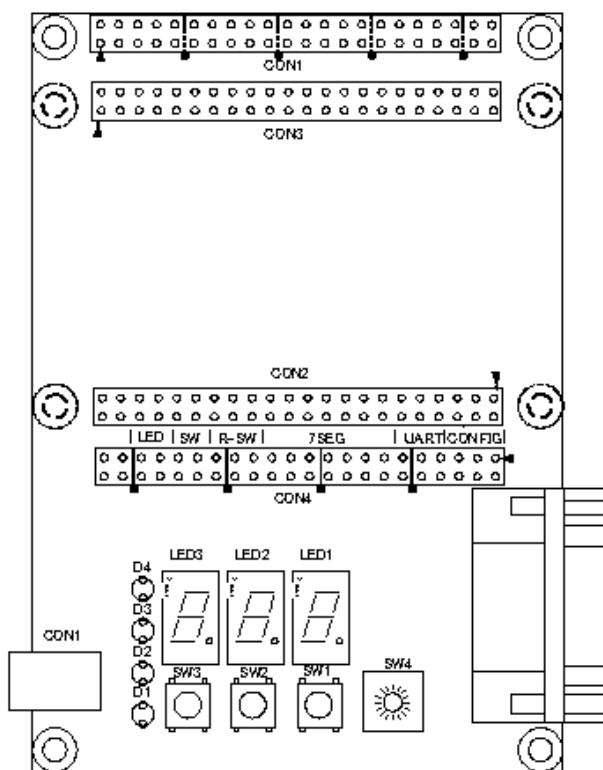 CON1
CON3
CON2
| LED | SW | R-SW | 7SEG | UART | CONFIG |
CON4
LED3 LED2 LED1
D4
D3
CON1
D2
SW3 SW2 SW1 SW4
D1